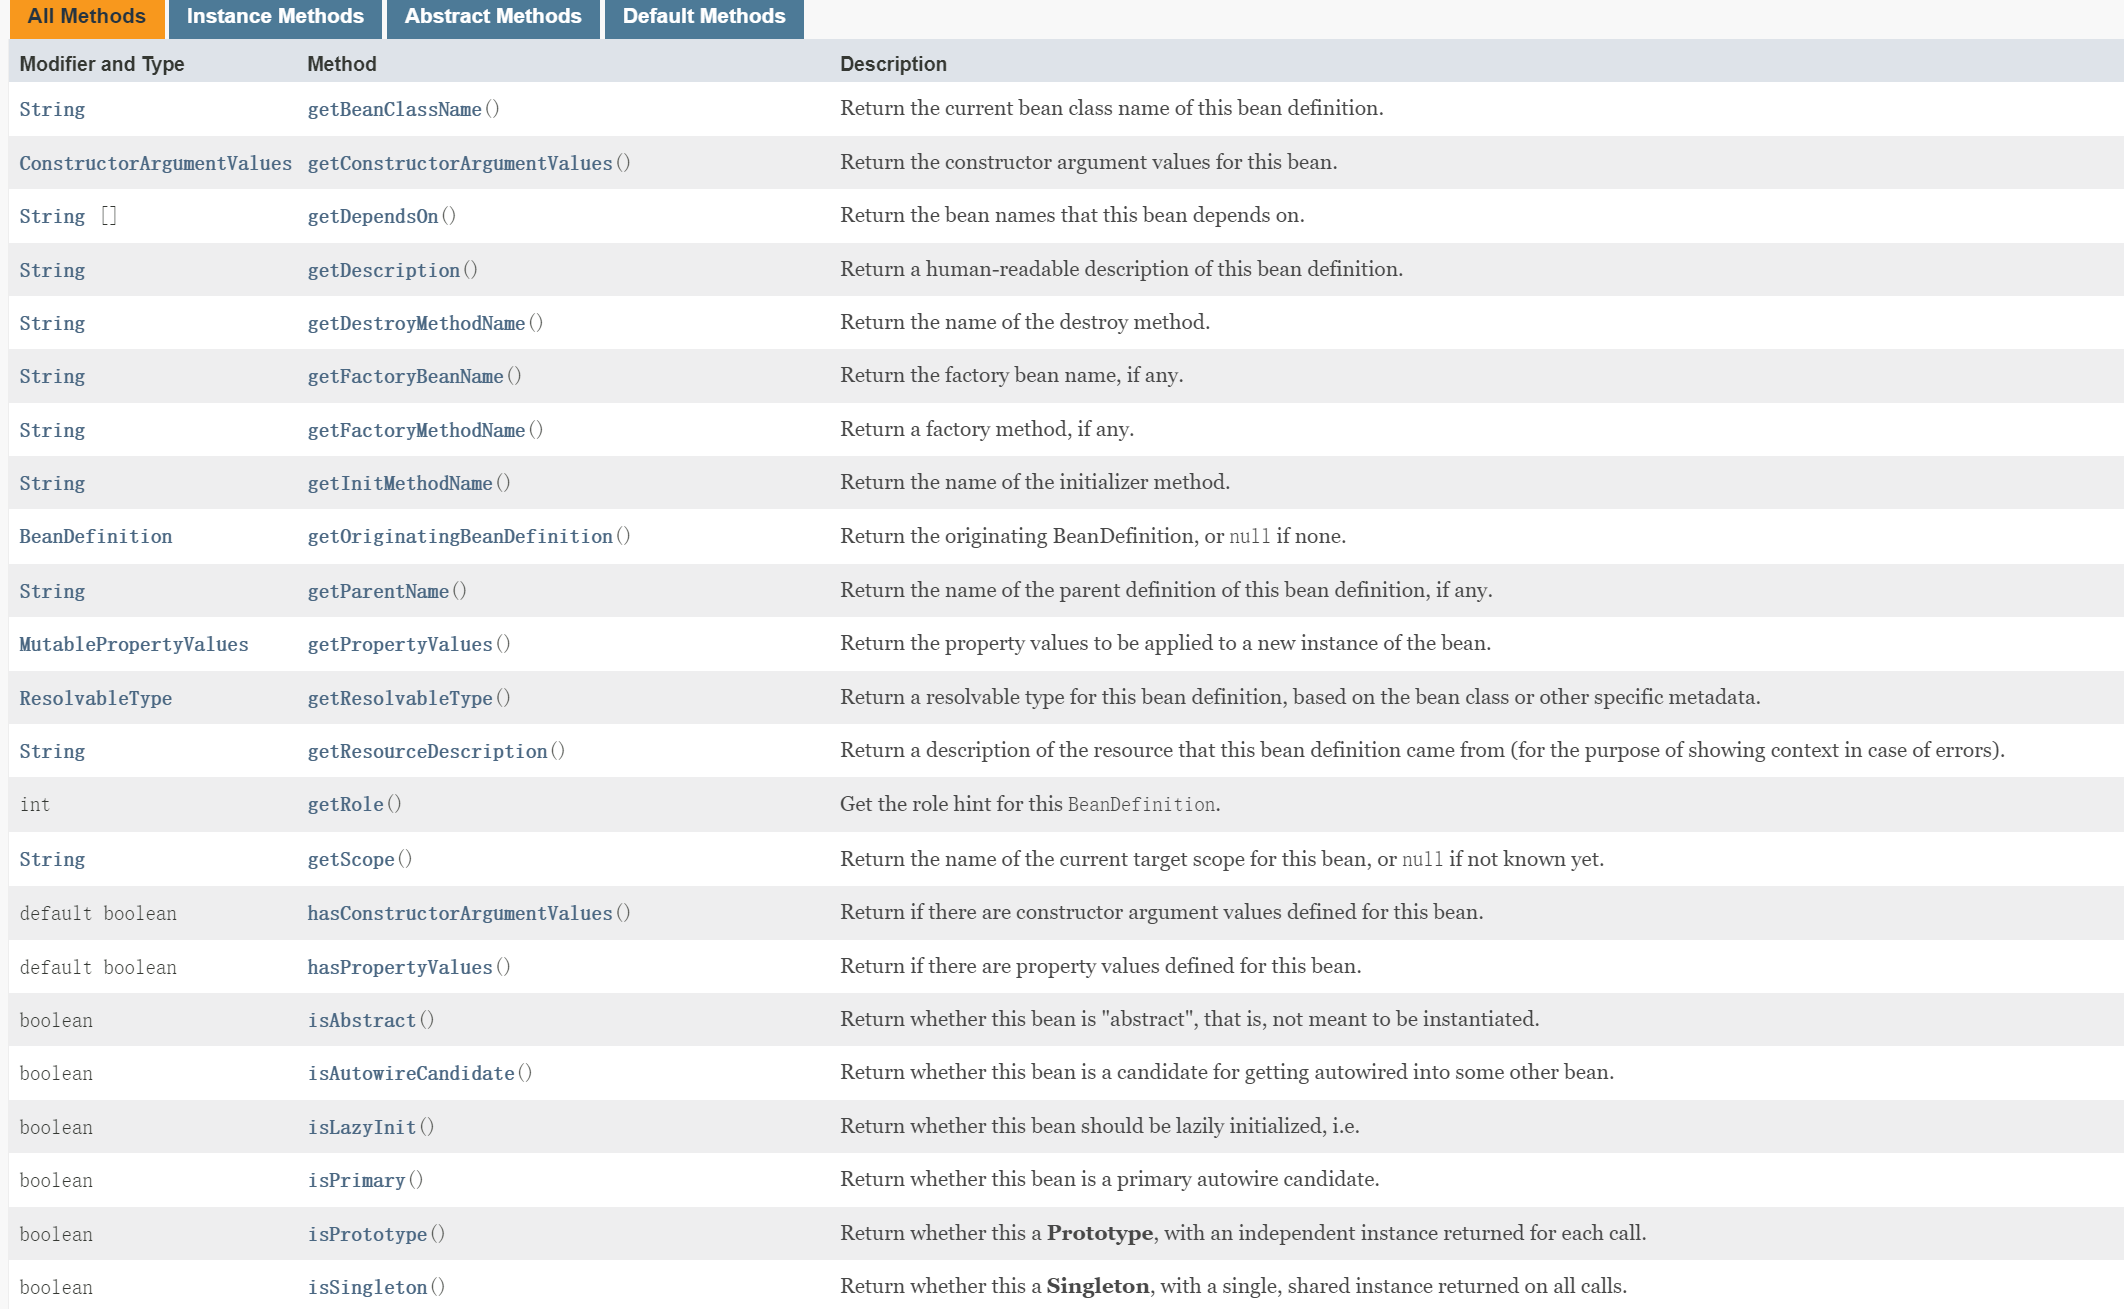 All Methods Instance Methods Abstract Methods Default Methods
Modifier and Type Method Description
String getBeanClassName() Return the current bean class name of this bean definition.
ConstructorArgumentValues getConstructorArgumentValues() Return the constructor argument values for this bean.
String [] getDependsOn() Return the bean names that this bean depends on.
String getDescription() Return a human-readable description of this bean definition.
String getDestroyMethodName() Return the name of the destroy method.
String getFactoryBeanName() Return the factory bean name, if any.
String getFactoryMethodName() Return a factory method, if any.
String getInitMethodName() Return the name of the initializer method.
BeanDefinition getOriginatingBeanDefinition() Return the originating BeanDefinition, or null if none.
String getParentName() Return the name of the parent definition of this bean definition, if any.
MutablePropertyValues getPropertyValues() Return the property values to be applied to a new instance of the bean.
ResolvableType getResolvableType() Return a resolvable type for this bean definition, based on the bean class or other specific metadata.
String getResourceDescription() Return a description of the resource that this bean definition came from (for the purpose of showing context in case of errors).
int getRole() Get the role hint for this BeanDefinition.
String getScope() Return the name of the current target scope for this bean, or null if not known yet.
default boolean hasConstructorArgumentValues() Return if there are constructor argument values defined for this bean.
default boolean hasPropertyValues() Return if there are property values defined for this bean.
boolean isAbstract() Return whether this bean is "abstract", that is, not meant to be instantiated.
boolean isAutowireCandidate() Return whether this bean is a candidate for getting autowired into some other bean.
boolean isLazyInit() Return whether this bean should be lazily initialized, i.e.
boolean isPrimary() Return whether this bean is a primary autowire candidate.
boolean isPrototype() Return whether this a Prototype, with an independent instance returned for each call.
boolean isSingleton() Return whether this a Singleton, with a single, shared instance returned on all calls.